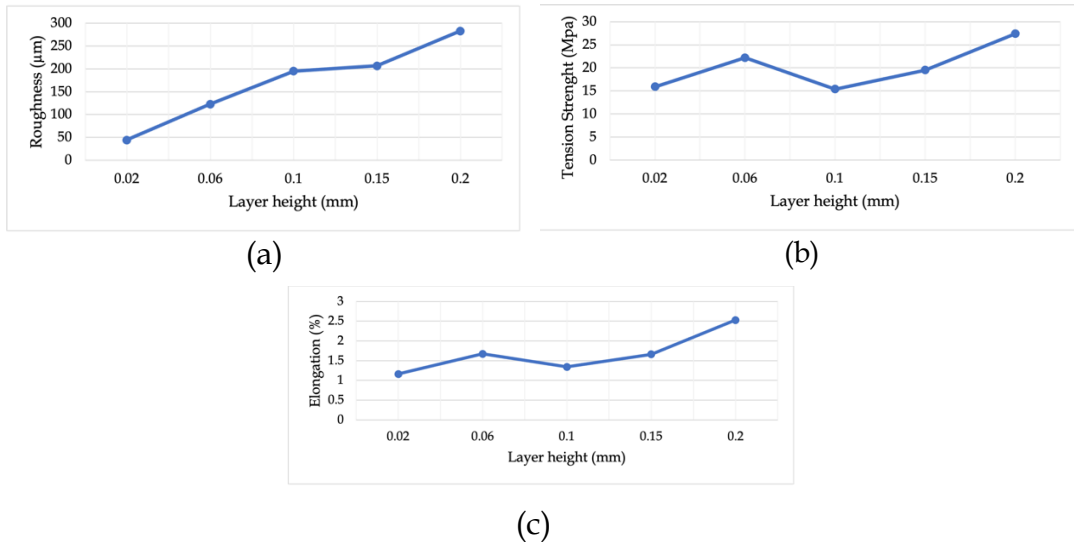 Roughness (µm)
300
250
200
150
100
50
0
0.02 0.06 0.1 0.15 0.2
Layer height (mm)
(a)
Tension Strenght (Mpa)
35
30
25
20
15
10
5
0
0.02 0.06 0.1 0.15 0.2
Layer height (mm)
(b)
Elongation (%)
3
2.5
2
1.5
1
0.5
0
0.02 0.06 0.1 0.15 0.2
Layer height (mm)
(c)